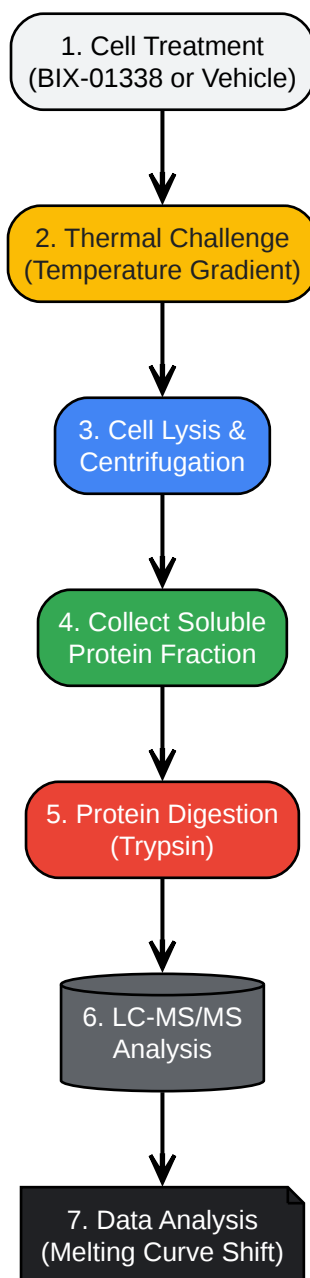 1. Cell Treatment
(BIX-01338 or Vehicle)
2. Thermal Challenge
(Temperature Gradient)
3. Cell Lysis &
Centrifugation
4. Collect Soluble
Protein Fraction
5. Protein Digestion
(Trypsin)
6. LC-MS/MS
Analysis
7. Data Analysis
(Melting Curve Shift)